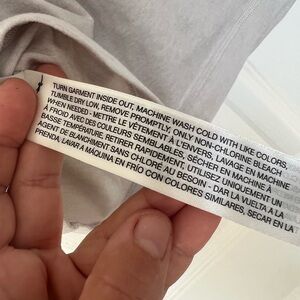 TURN GARMENT INSIDE OUT, MACHINE WASH COLD WITH LIKE COLORS,
TUMBLE DRY LOW, REMOVE PROMPTLY, ONLY NON-CHLORINE BLEACH
WHEN NEEDED - METTRE LE VÊTEMENT À L'ENVERS, LAVAGE EN MACHINE
À FROID AVEC DES COULEURS SEMBLABLES, SÉCHER EN MACHINE À
BASSE TEMPÉRATURE, RETIRER RAPIDEMENT, UTILISEZ UNIQUEMENT UN
AGENT DE BLANCHIMENT SANS CHLORÉ AU BESOIN - DAR LA VUELTA A LA
PRENDA, LAVAR A MÁQUINA EN FRÍO CON COLORES SIMILARES, SECAR EN LA